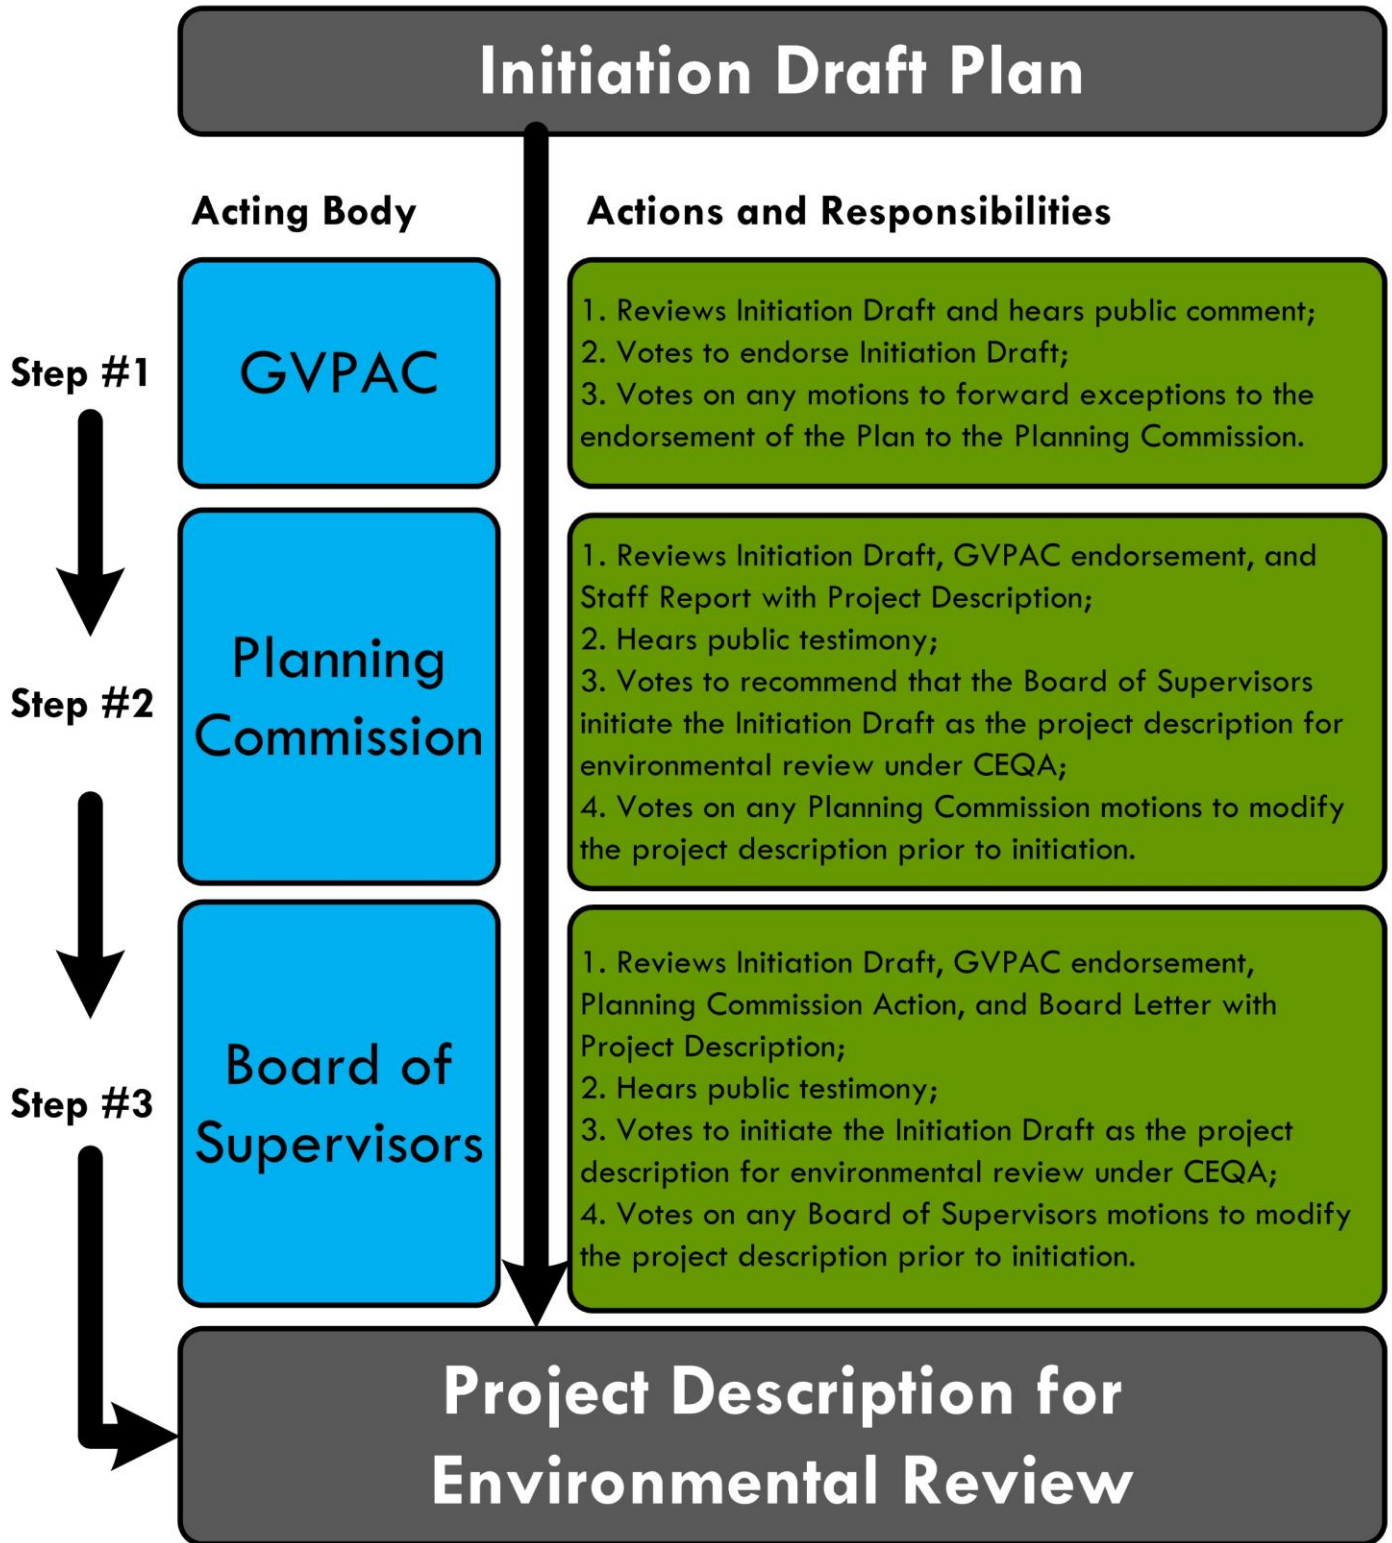 Initiation Draft Plan
Acting Body
Actions and Responsibilities
Step #1
GVPAC
1. Reviews Initiation Draft and hears public comment;
2. Votes to endorse Initiation Draft;
3. Votes on any motions to forward exceptions to the
endorsement of the Plan to the Planning Commission.
Step #2
Planning
Commission
1. Reviews Initiation Draft, GVPAC endorsement, and
Staff Report with Project Description;
2. Hears public testimony;
3. Votes to recommend that the Board of Supervisors
initiate the Initiation Draft as the project description for
environmental review under CEQA;
4. Votes on any Planning Commission motions to modify
the project description prior to initiation.
Step #3
Board of
Supervisors
1. Reviews Initiation Draft, GVPAC endorsement,
Planning Commission Action, and Board Letter with
Project Description;
2. Hears public testimony;
3. Votes to initiate the Initiation Draft as the project
description for environmental review under CEQA;
4. Votes on any Board of Supervisors motions to modify
the project description prior to initiation.
Project Description for
Environmental Review